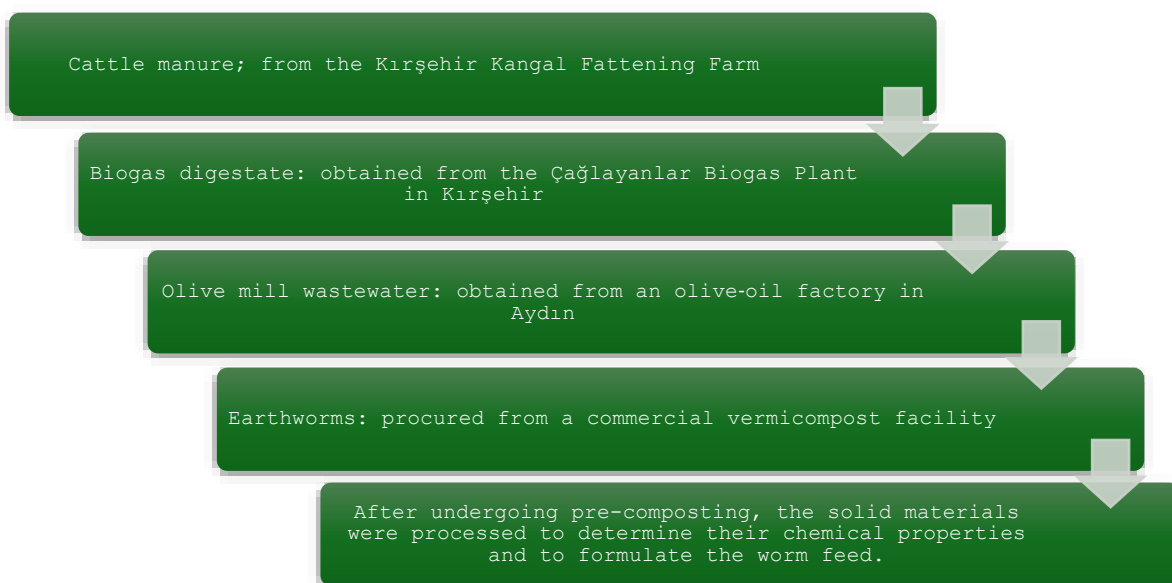 Cattle manure; from the Kırşehir Kangal Fattening Farm
Biogas digestate: obtained from the Çağlayanlar Biogas Plant
in Kırşehir
Olive mill wastewater: obtained from an olive-oil factory in
Aydın
Earthworms: procured from a commercial vermicompost facility
After undergoing pre-composting, the solid materials
were processed to determine their chemical properties
and to formulate the worm feed.